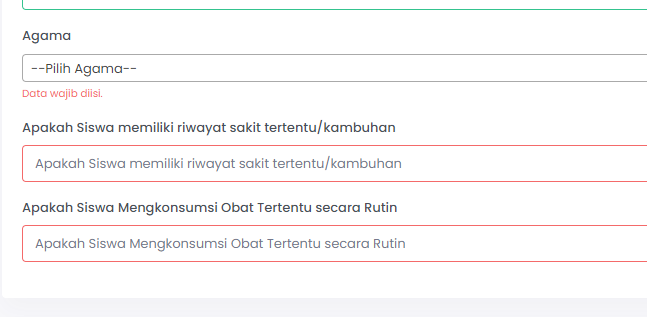 Agama
--Pilih Agama--
Data wajib diisi.
Apakah Siswa memiliki riwayat sakit tertentu/kambuhan
Apakah Siswa memiliki riwayat sakit tertentu/kambuhan
Apakah Siswa Mengkonsumsi Obat Tertentu secara Rutin
Apakah Siswa Mengkonsumsi Obat Tertentu secara Rutin